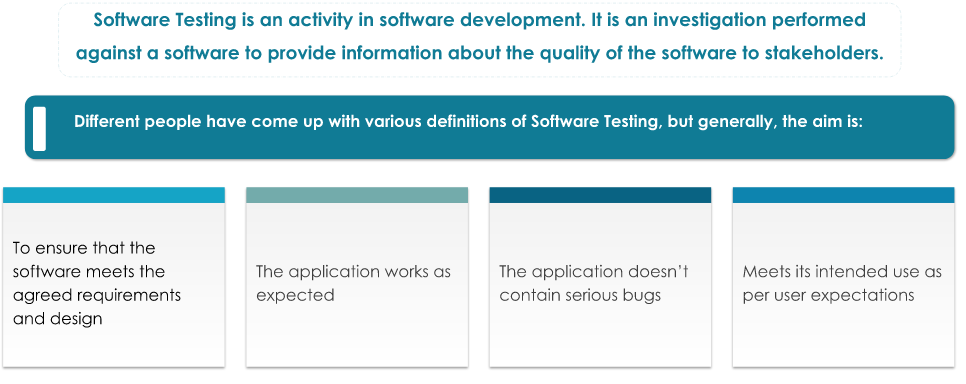 Software Testing is an activity in software development. It is an investigation performed
against a software to provide information about the quality of the software to stakeholders.
Different people have come up with various definitions of Software Testing, but generally, the aim is:
To ensure that the
software meets the
agreed requirements
and design
The application works as
expected
The application doesn't
contain serious bugs
Meets its intended use as
per user expectations